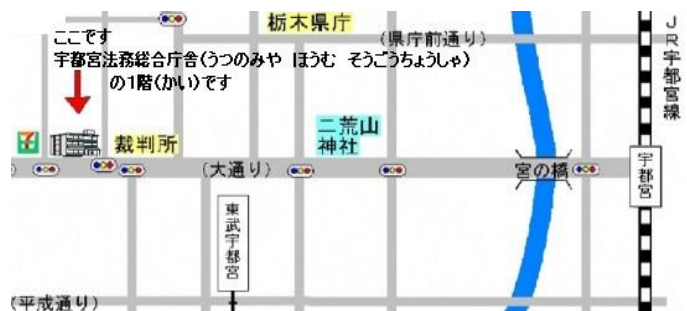 栃木県庁
(県庁前通り)
ここです
宇都宮法務総合庁舎(うつのみや ほうむ そうごうちょうしゃ)
の1階(かい)です
JR宇都宮線
7
裁判所
二荒山
神社
(大通り)
宮の橋
宇都宮
東武宇都宮
(平成通り)